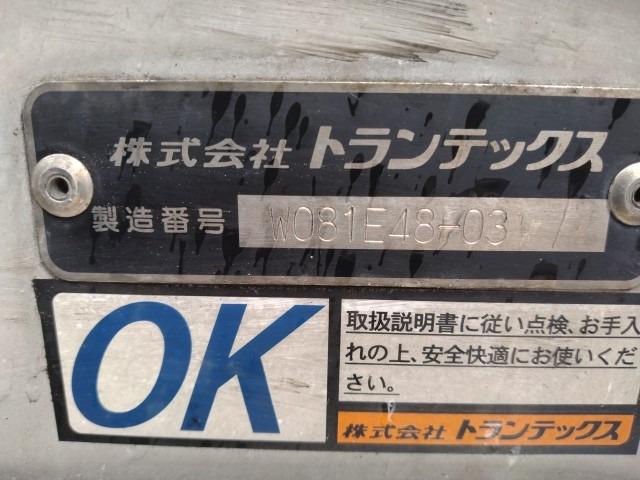 株式会社 トランテックス
製造番号 W081E48-03
OK
取扱説明書に従い点検、お手入
れの上、安全快適にお使いくだ
さい。
株式会社 トランテックス